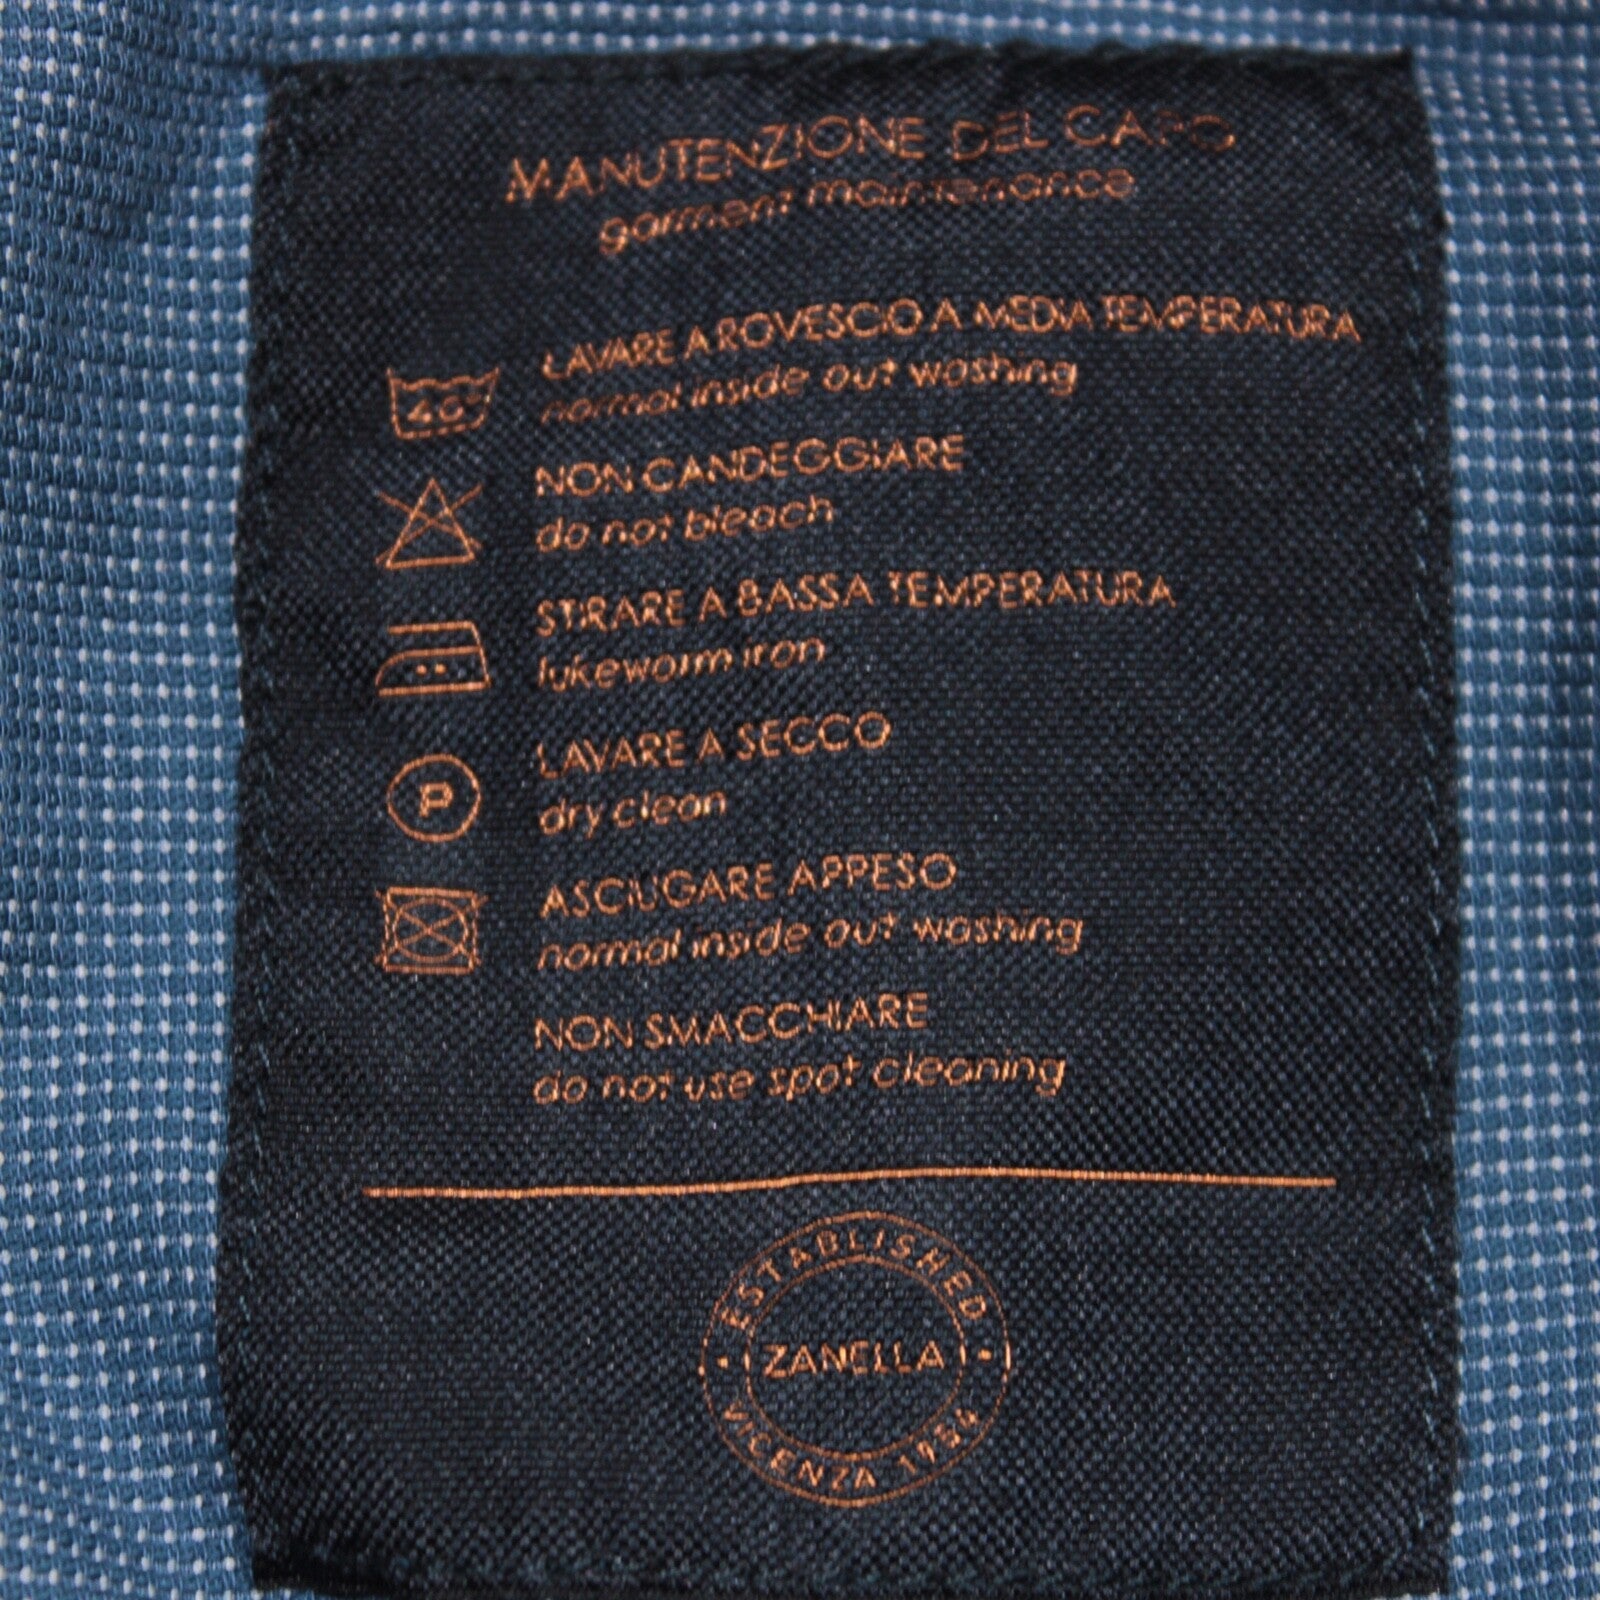 MANUTENZIONE DEL CAPO
garment maintenance
40°
LAVARE A ROVESCIO A MEDIA TEMPERATURA
normal inside out washing
NON CANDEGGIARE
do not bleach
STIRARE A BASSA TEMPERATURA
lukeworm iron
P
LAVARE A SECCO
dry clean
ASCIUGARE APPESO
normal inside out washing
NON SMACCHIARE
do not use spot cleaning
ESTABLISHED
ZANELLA
VICENZA 1954